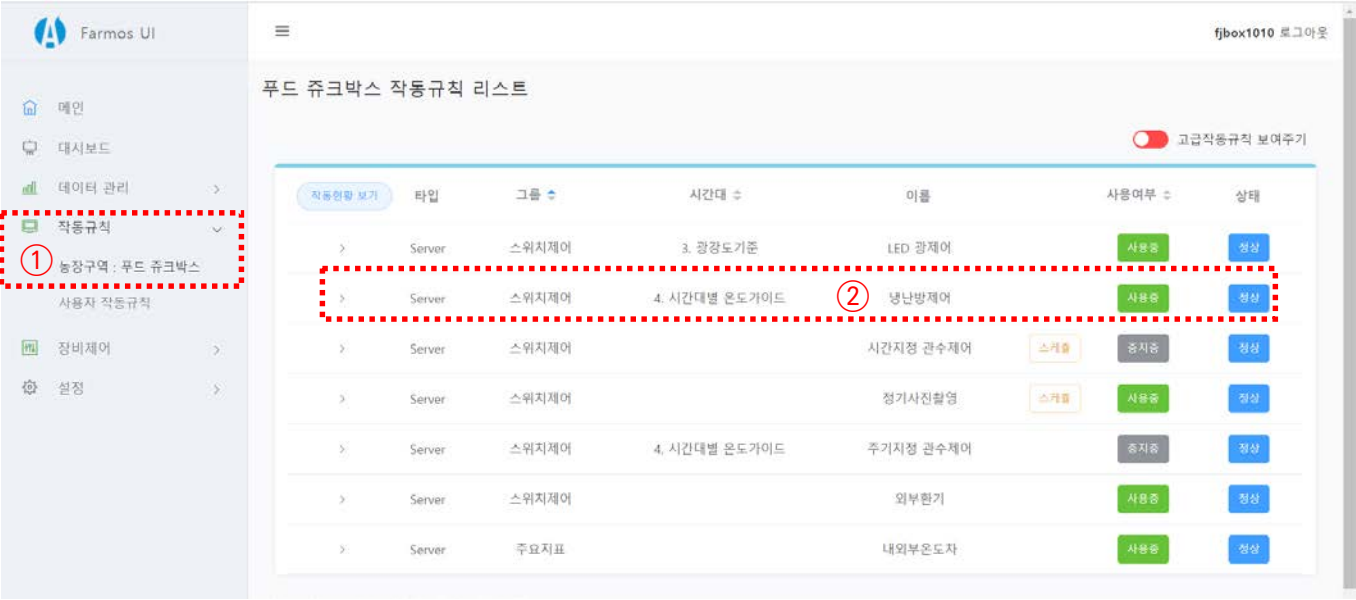 Farmos UI
fjbox1010 로그아웃
메인
대시보드
데이터 관리
작동규칙
① 농장구역 : 푸드 쥬크박스
사용자 작동규칙
장비제어
설정
푸드 쥬크박스 작동규칙 리스트
고급작동규칙 보여주기
작동현황 보기 타입 그룹 시간대 이름 사용여부 상태
Server 스위치제어 3. 광강도기준 LED 광제어 사용중 정상
Server 스위치제어 4. 시간대별 온도가이드 ② 냉난방제어 사용중 정상
Server 스위치제어 시간지정 관수제어 스케쥴 중지중 정상
Server 스위치제어 정기사진촬영 스케쥴 사용중 정상
Server 스위치제어 4. 시간대별 온도가이드 주기지정 관수제어 중지중 정상
Server 스위치제어 외부환기 사용중 정상
Server 주요지표 내외부온도차 사용중 정상